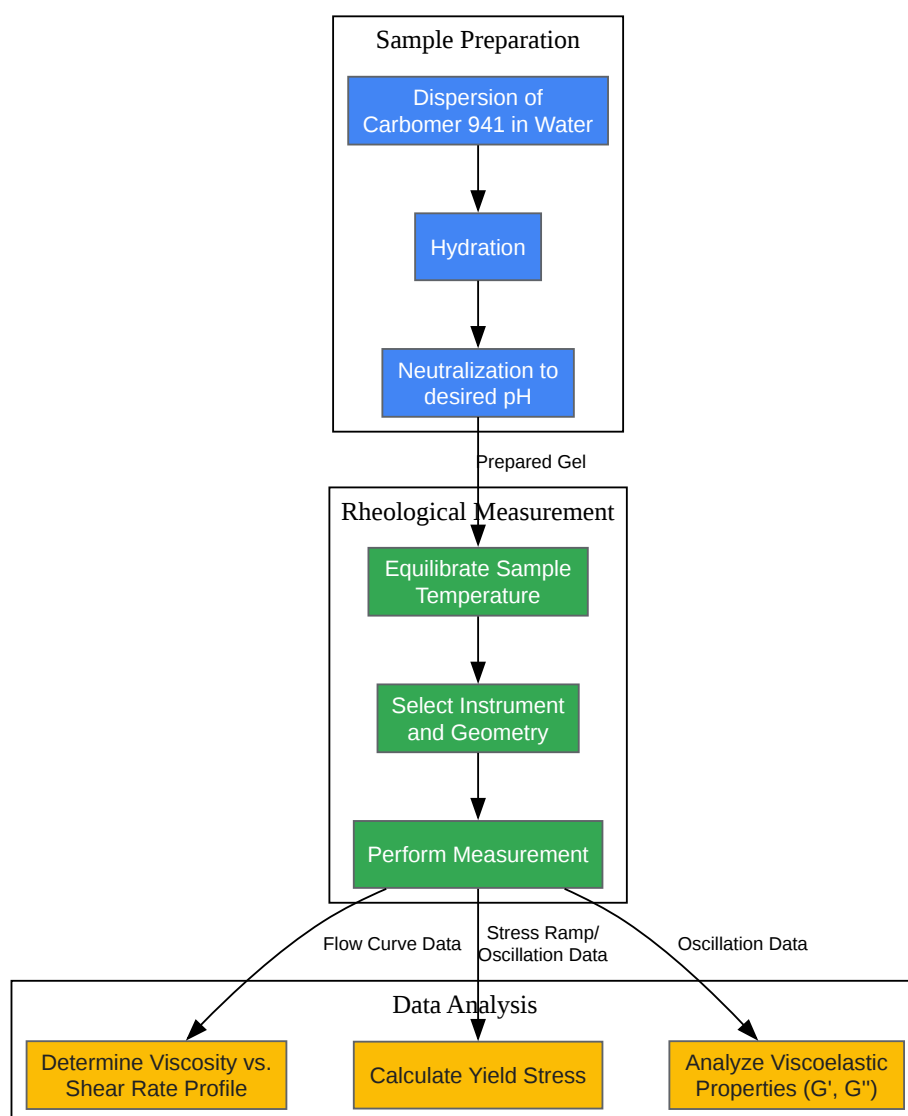 Sample Preparation
Dispersion of
Carbomer 941 in Water
Hydration
Neutralization to
desired pH
Prepared Gel
Rheological Measurement
Equilibrate Sample
Temperature
Select Instrument
and Geometry
Perform Measurement
Flow Curve Data
Stress Ramp/
Oscillation Data
Oscillation Data
Data Analysis
Determine Viscosity vs.
Shear Rate Profile
Calculate Yield Stress
Analyze Viscoelastic
Properties (G', G'')